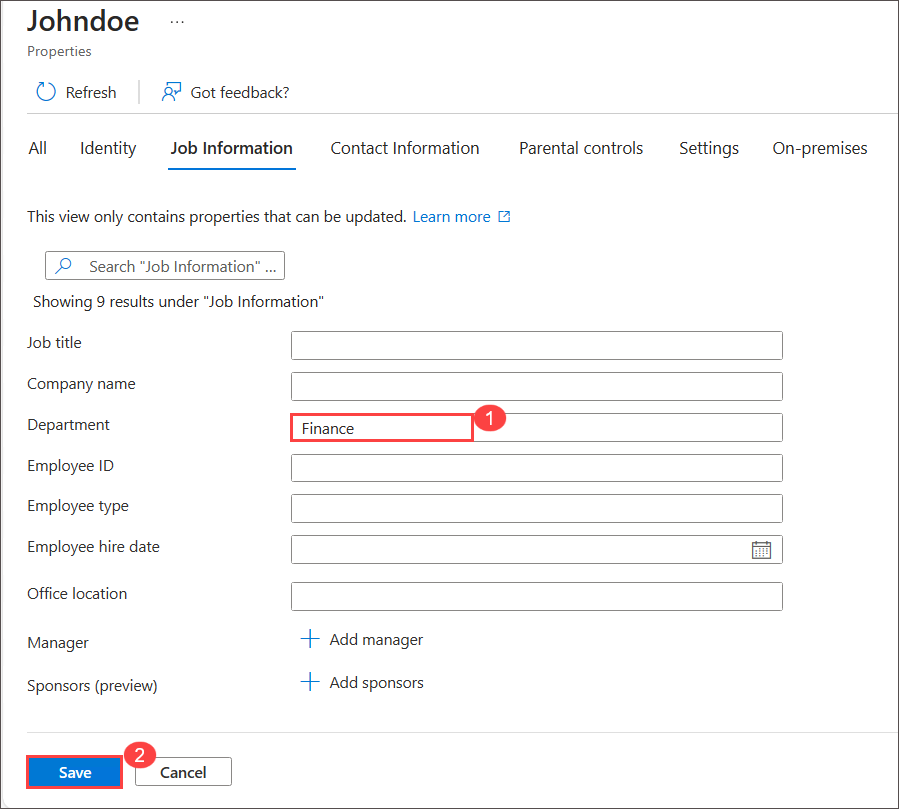 Johndoe ...
Properties
Refresh Got feedback?
All Identity Job Information Contact Information Parental controls Settings On-premises
This view only contains properties that can be updated. Learn more
Search "Job Information" ...
Showing 9 results under "Job Information"
Job title
Company name
Department Finance 1
Employee ID
Employee type
Employee hire date
Office location
Manager Add manager
Sponsors (preview) Add sponsors
Save 2 Cancel